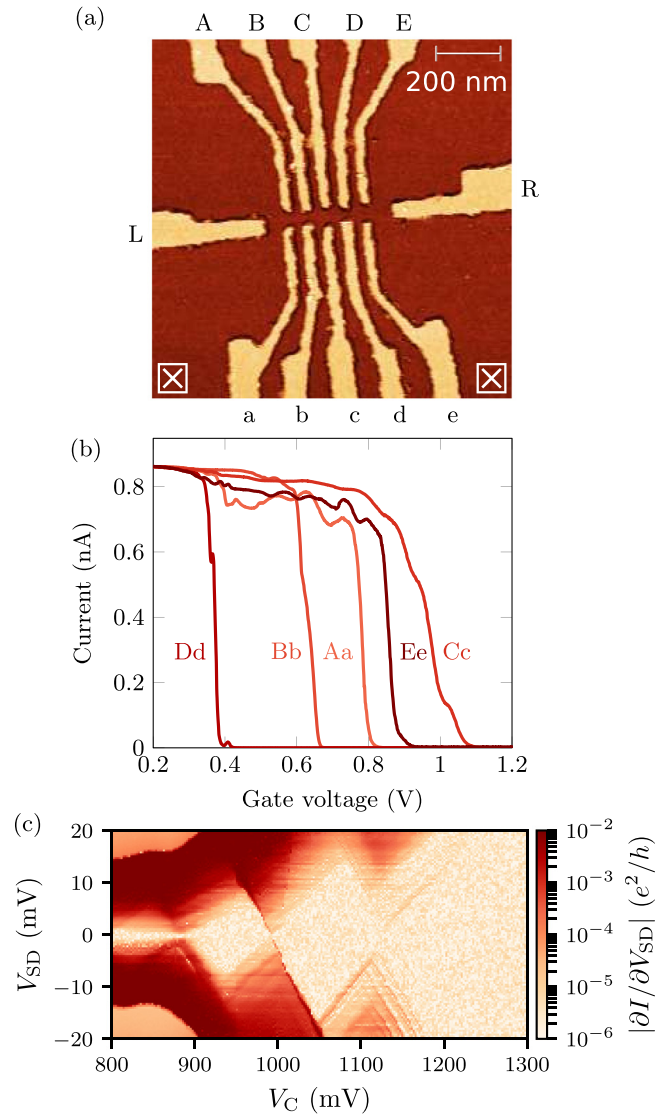 (a)
A B C D E
200 nm
L
R
a b c d e
(b)
Current (nA)
0.8
0.6
0.4
0.2
0
Dd Bb Aa Ee Cc
0.2 0.4 0.6 0.8 1 1.2
Gate voltage (V)
(c)
V_SD (mV)
20
10
0
−10
−20
800 900 1000 1100 1200 1300
V_C (mV)
10⁻²
10⁻³
10⁻⁴
10⁻⁵
10⁻⁶
|∂I/∂V_SD| (e²/h)